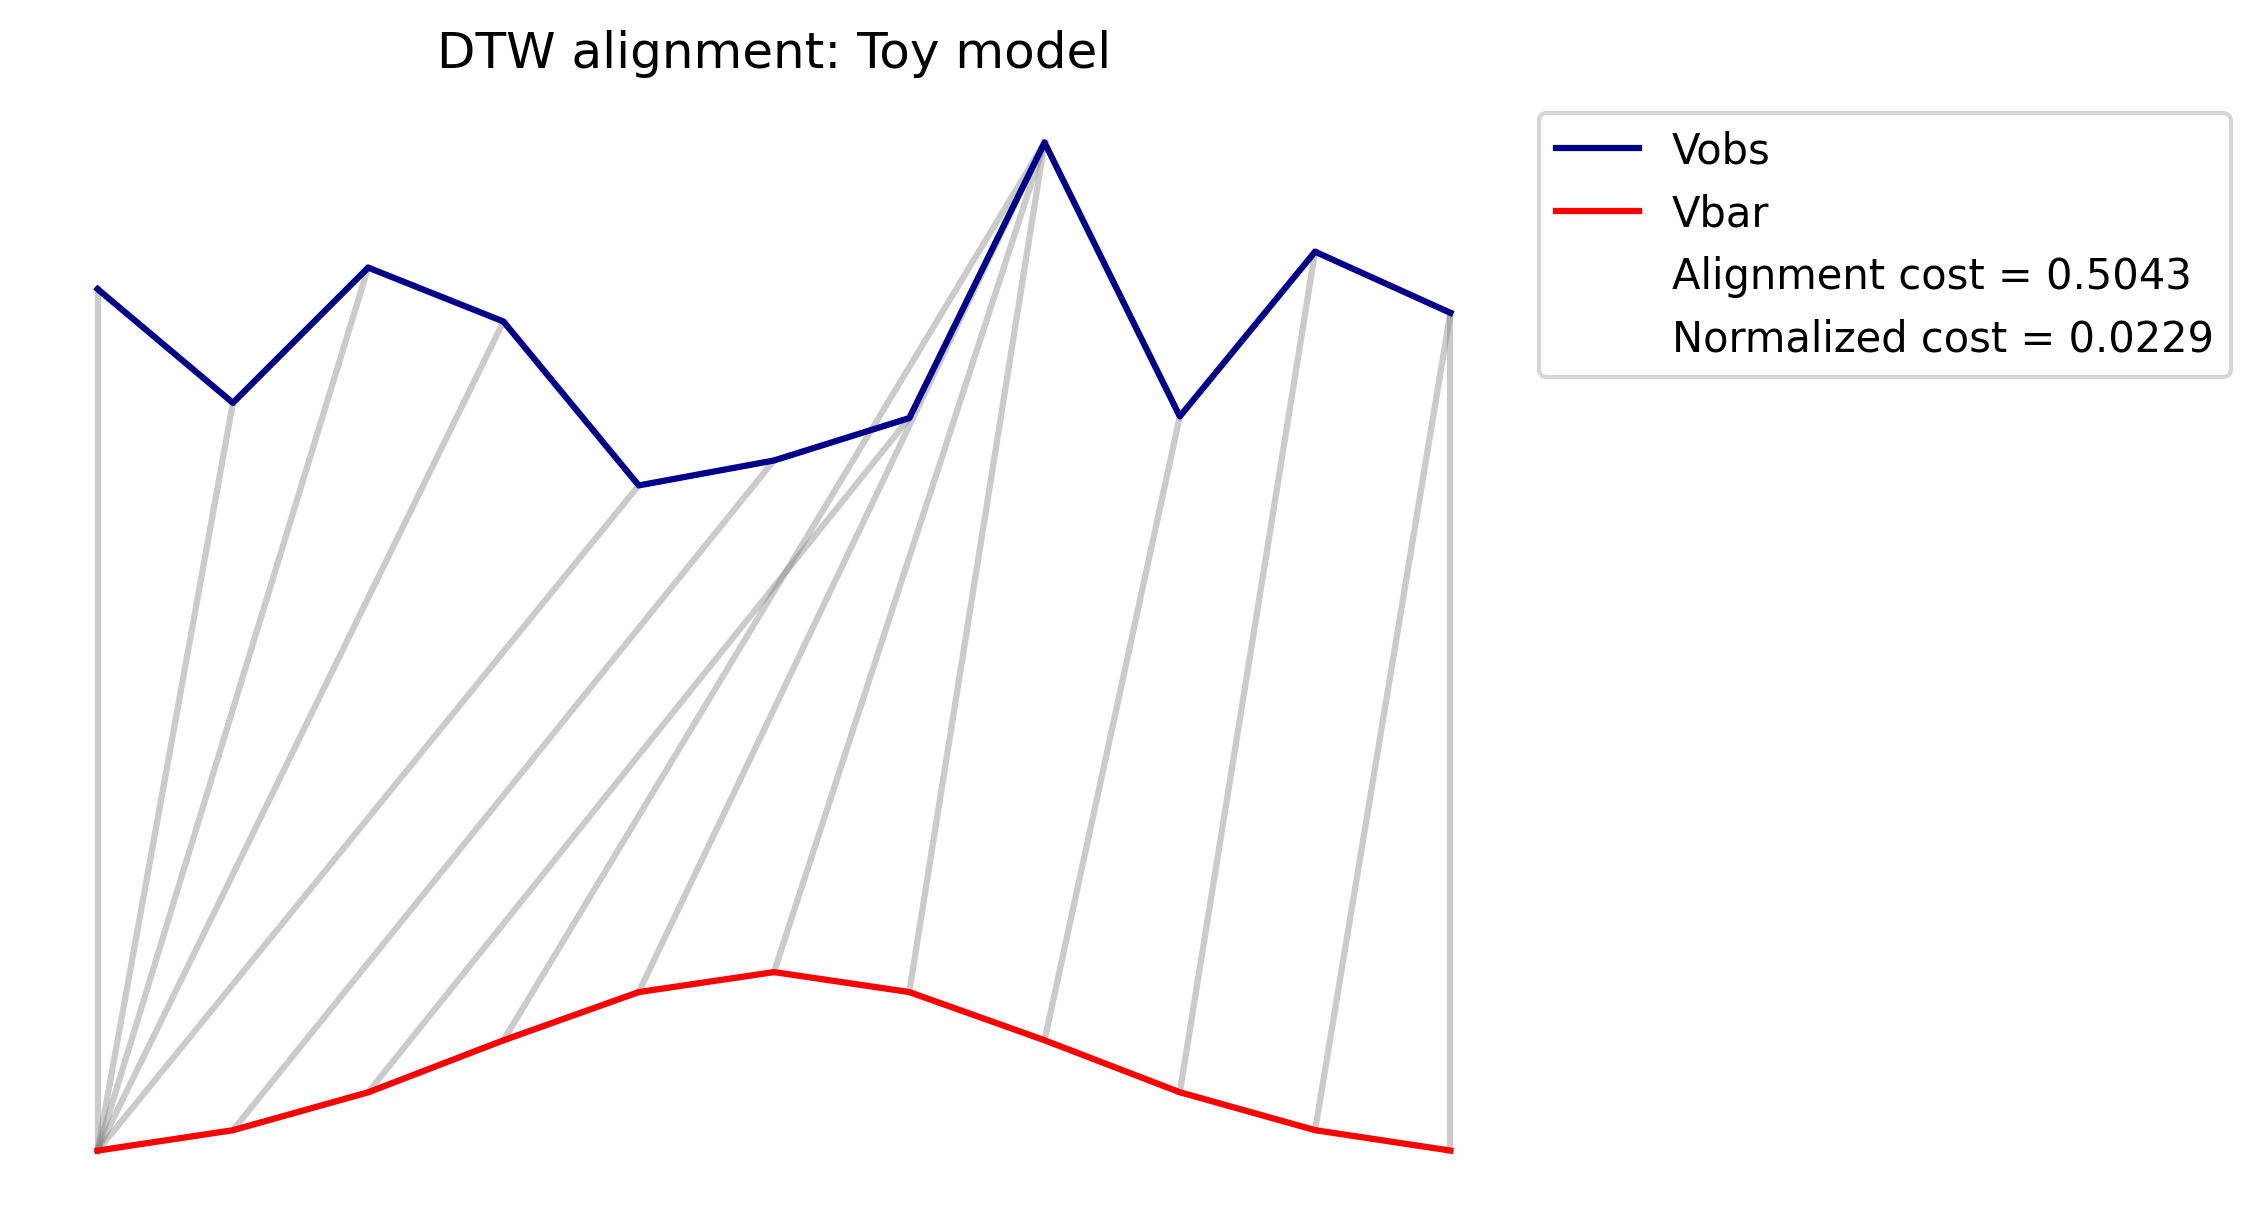 DTW alignment: Toy model
Vobs
Vbar
Alignment cost = 0.5043
Normalized cost = 0.0229